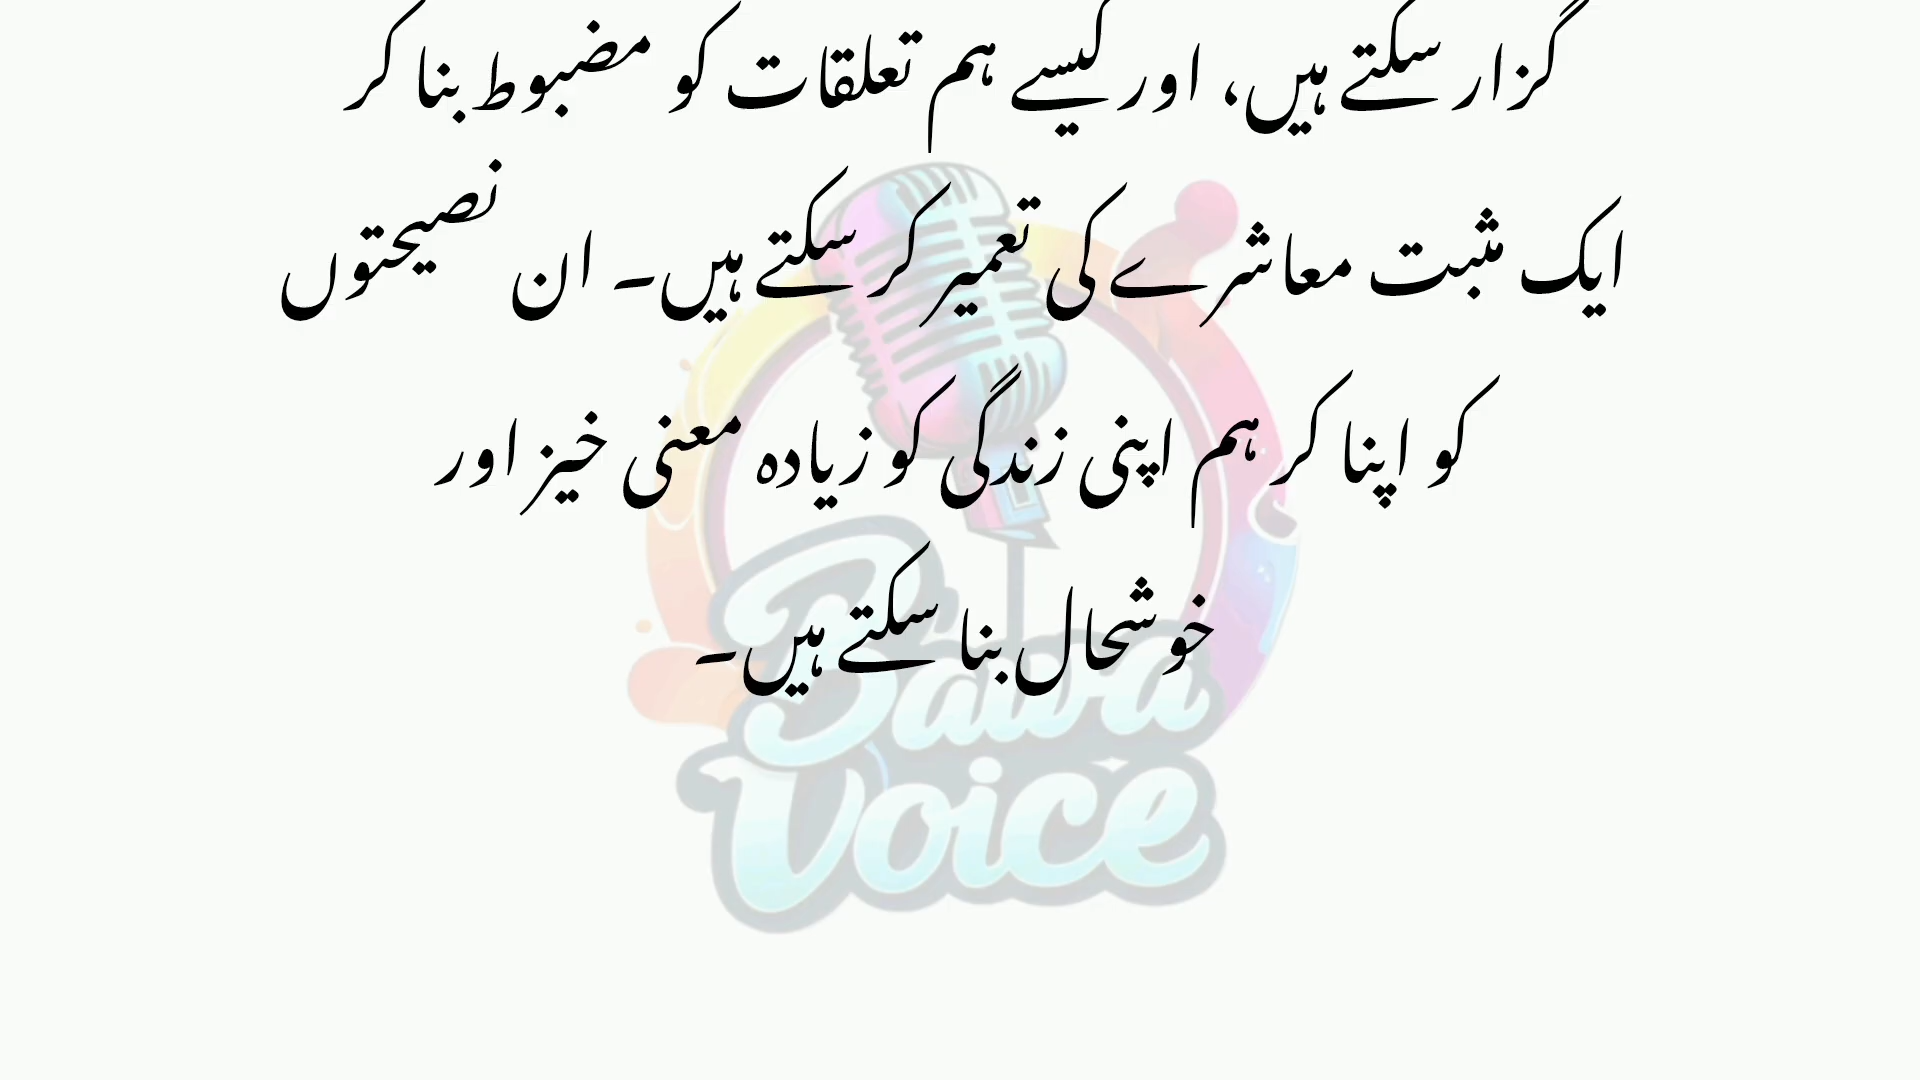 گزار سکتے ہیں، اور کیسے ہم تعلقات کو مضبوط بنا کر
ایک مثبت معاشرے کی تعمیر کر سکتے ہیں۔ ان نصیحتوں
کو اپنا کر ہم اپنی زندگی کو زیادہ معنی خیز اور
خوشحال بنا سکتے ہیں۔
Bawa
Voice